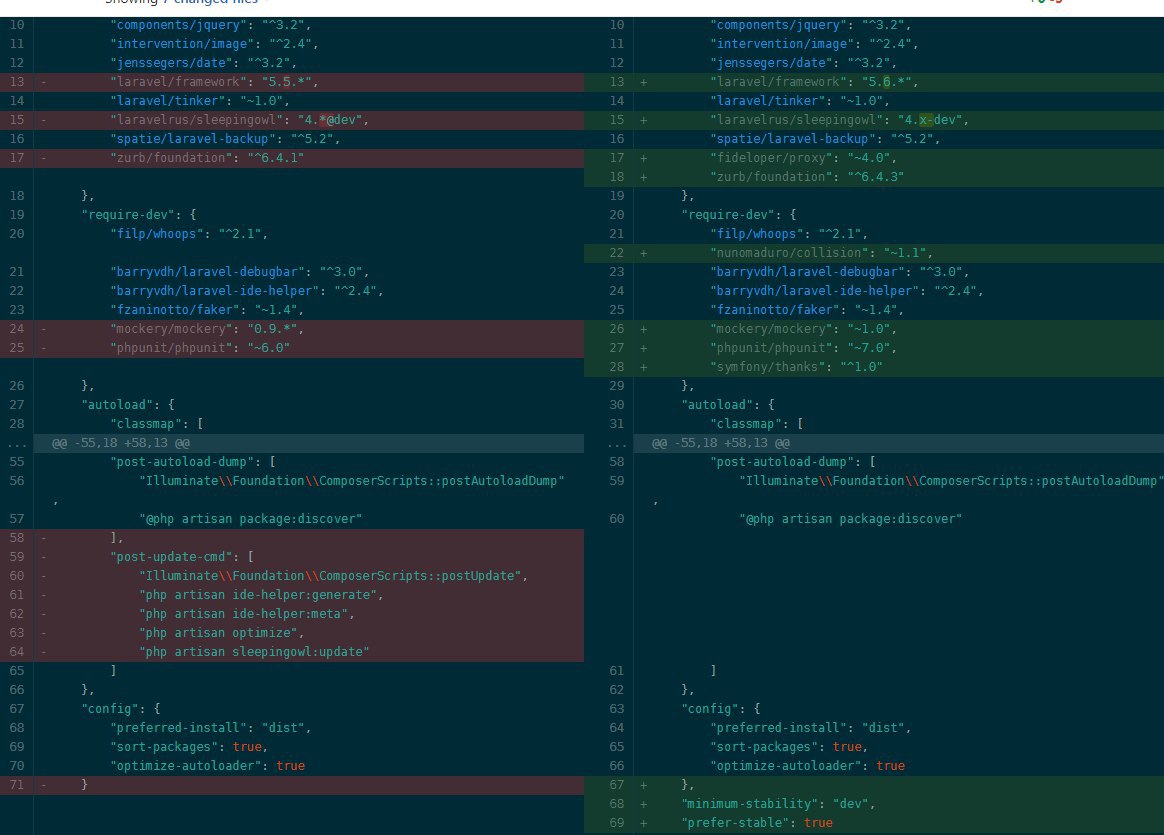 Showing 7 changed files
10 "components/jquery": "^3.2",
11 "intervention/image": "^2.4",
12 "jenssegers/date": "^3.2",
13 - "laravel/framework": "5.5.*",
14 "laravel/tinker": "~1.0",
15 - "laravelrus/sleepingowl": "4.*@dev",
16 "spatie/laravel-backup": "^5.2",
17 - "zurb/foundation": "^6.4.1"
18 },
19 "require-dev": {
20 "filp/whoops": "^2.1",
21 "barryvdh/laravel-debugbar": "^3.0",
22 "barryvdh/laravel-ide-helper": "^2.4",
23 "fzaninotto/faker": "~1.4",
24 - "mockery/mockery": "0.9.*",
25 - "phpunit/phpunit": "~6.0"
26 },
27 "autoload": {
28 "classmap": [
... @@ -55,18 +58,13 @@
55 "post-autoload-dump": [
56 "Illuminate\\Foundation\\ComposerScripts::postAutoloadDump"
,
57 "@php artisan package:discover"
58 - ],
59 - "post-update-cmd": [
60 - "Illuminate\\Foundation\\ComposerScripts::postUpdate",
61 - "php artisan ide-helper:generate",
62 - "php artisan ide-helper:meta",
63 - "php artisan optimize",
64 - "php artisan sleepingowl:update"
65 ]
66 },
67 "config": {
68 "preferred-install": "dist",
69 "sort-packages": true,
70 "optimize-autoloader": true
71 - }
10 "components/jquery": "^3.2",
11 "intervention/image": "^2.4",
12 "jenssegers/date": "^3.2",
13 + "laravel/framework": "5.6.*",
14 "laravel/tinker": "~1.0",
15 + "laravelrus/sleepingowl": "4.x-dev",
16 "spatie/laravel-backup": "^5.2",
17 + "fideloper/proxy": "~4.0",
18 + "zurb/foundation": "^6.4.3"
19 },
20 "require-dev": {
21 "filp/whoops": "^2.1",
22 + "nunomaduro/collision": "~1.1",
23 "barryvdh/laravel-debugbar": "^3.0",
24 "barryvdh/laravel-ide-helper": "^2.4",
25 "fzaninotto/faker": "~1.4",
26 + "mockery/mockery": "~1.0",
27 + "phpunit/phpunit": "~7.0",
28 + "symfony/thanks": "^1.0"
29 },
30 "autoload": {
31 "classmap": [
... @@ -55,18 +58,13 @@
58 "post-autoload-dump": [
59 "Illuminate\\Foundation\\ComposerScripts::postAutoloadDump"
,
60 "@php artisan package:discover"
61 ]
62 },
63 "config": {
64 "preferred-install": "dist",
65 "sort-packages": true,
66 "optimize-autoloader": true
67 + },
68 + "minimum-stability": "dev",
69 + "prefer-stable": true